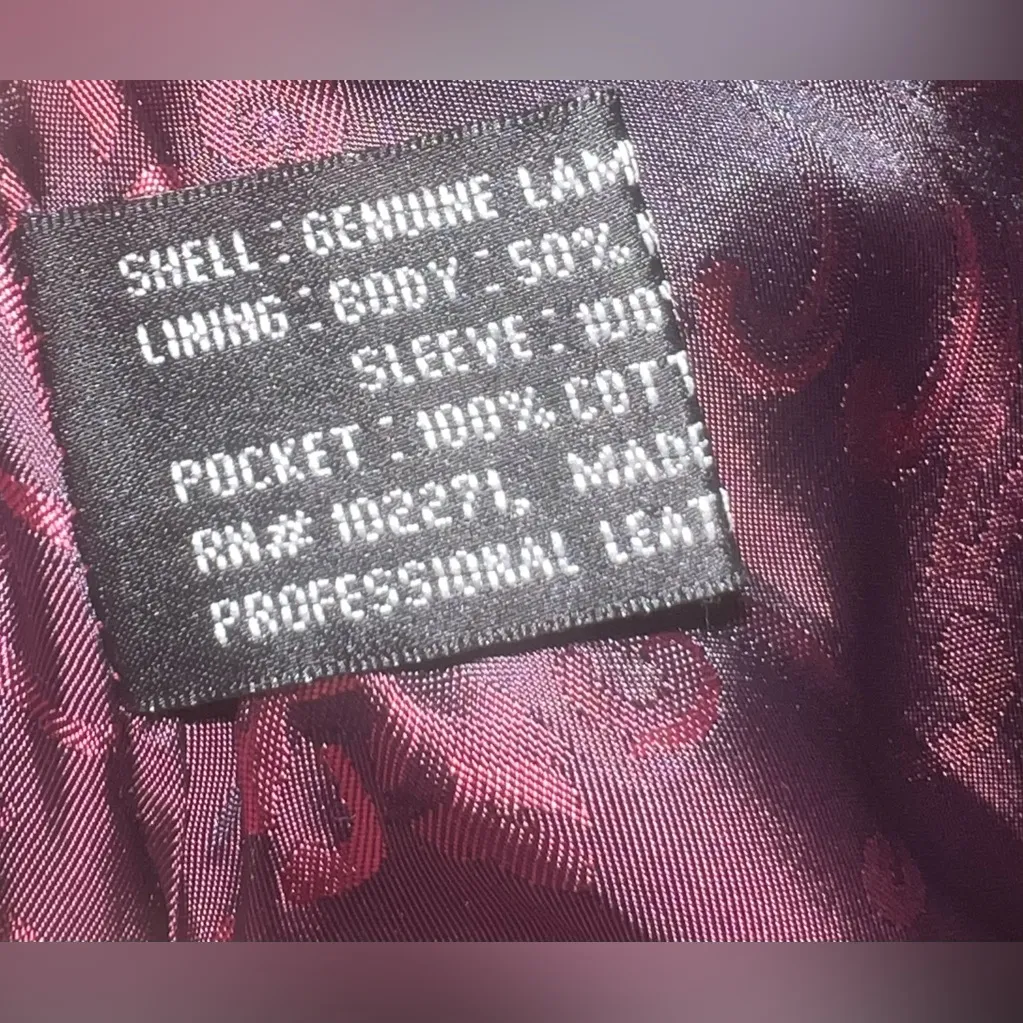 SHELL : GENUINE LAM
LINING : BODY : 50%
SLEEVE : 100
POCKET : 100% COTT
RN# 102271, MADE
PROFESSIONAL LEAT